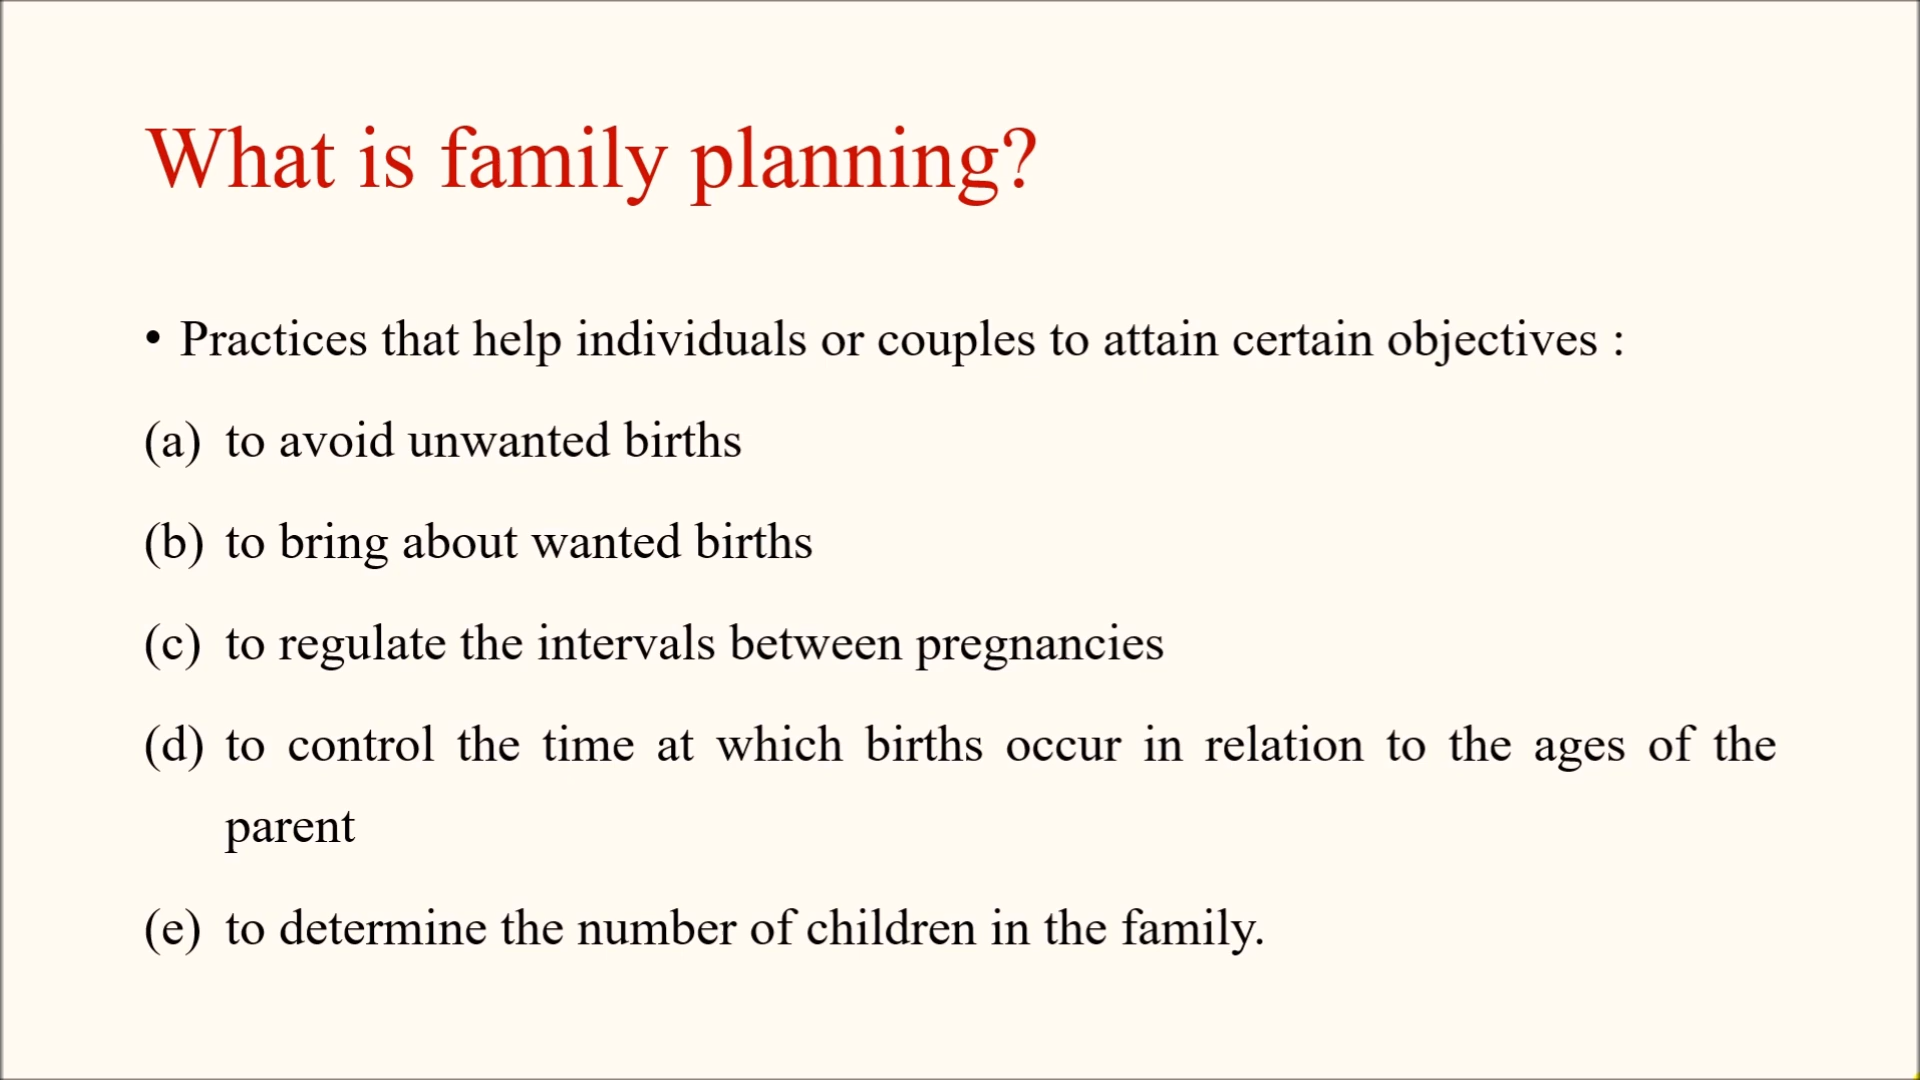 What is family planning?
• Practices that help individuals or couples to attain certain objectives :
(a) to avoid unwanted births
(b) to bring about wanted births
(c) to regulate the intervals between pregnancies
(d) to control the time at which births occur in relation to the ages of the
parent
(e) to determine the number of children in the family.